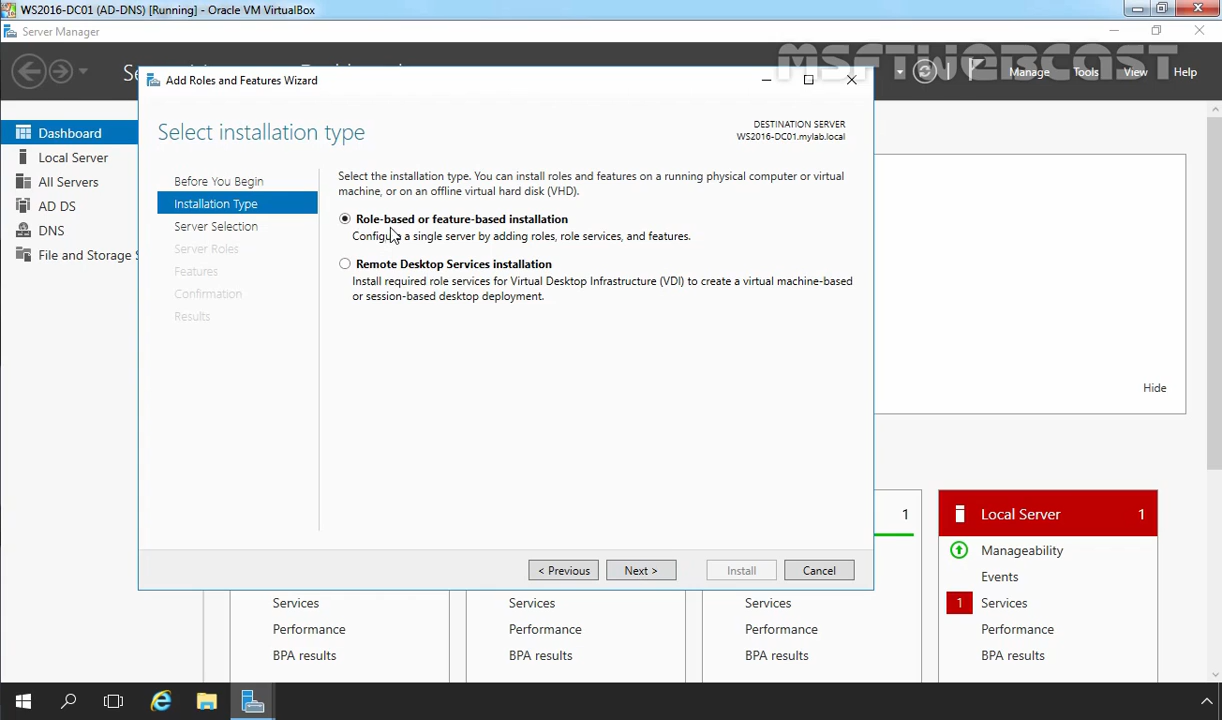 WS2016-DC01 (AD-DNS) [Running] - Oracle VM VirtualBox
Server Manager
MSFTWEBCAST
Manage
Tools
View
Help
Add Roles and Features Wizard
Select installation type
DESTINATION SERVER
WS2016-DC01.mylab.local
Dashboard
Local Server
All Servers
AD DS
DNS
File and Storage S
Before You Begin
Installation Type
Server Selection
Server Roles
Features
Confirmation
Results
Select the installation type. You can install roles and features on a running physical computer or virtual
machine, or on an offline virtual hard disk (VHD).
Role-based or feature-based installation
Configure a single server by adding roles, role services, and features.
Remote Desktop Services installation
Install required role services for Virtual Desktop Infrastructure (VDI) to create a virtual machine-based
or session-based desktop deployment.
Hide
< Previous
Next >
Install
Cancel
1
Local Server 1
Manageability
Events
1 Services
Performance
BPA results
Services
Performance
BPA results
Services
Performance
BPA results
Services
Performance
BPA results